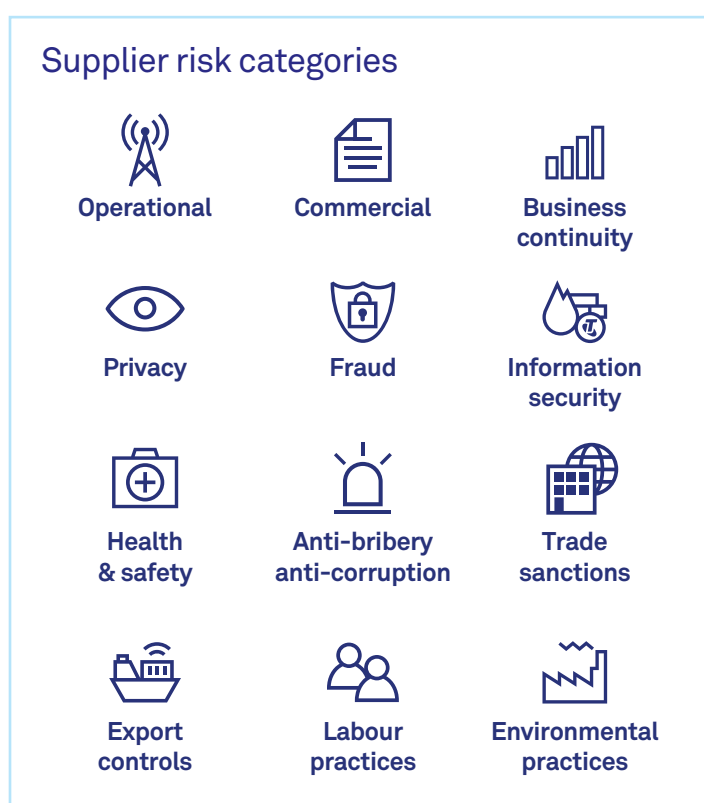 Supplier risk categories
Operational
Commercial
Business
continuity
Privacy
Fraud
Information
security
Health
& safety
Anti-bribery
anti-corruption
Trade
sanctions
Export
controls
Labour
practices
Environmental
practices